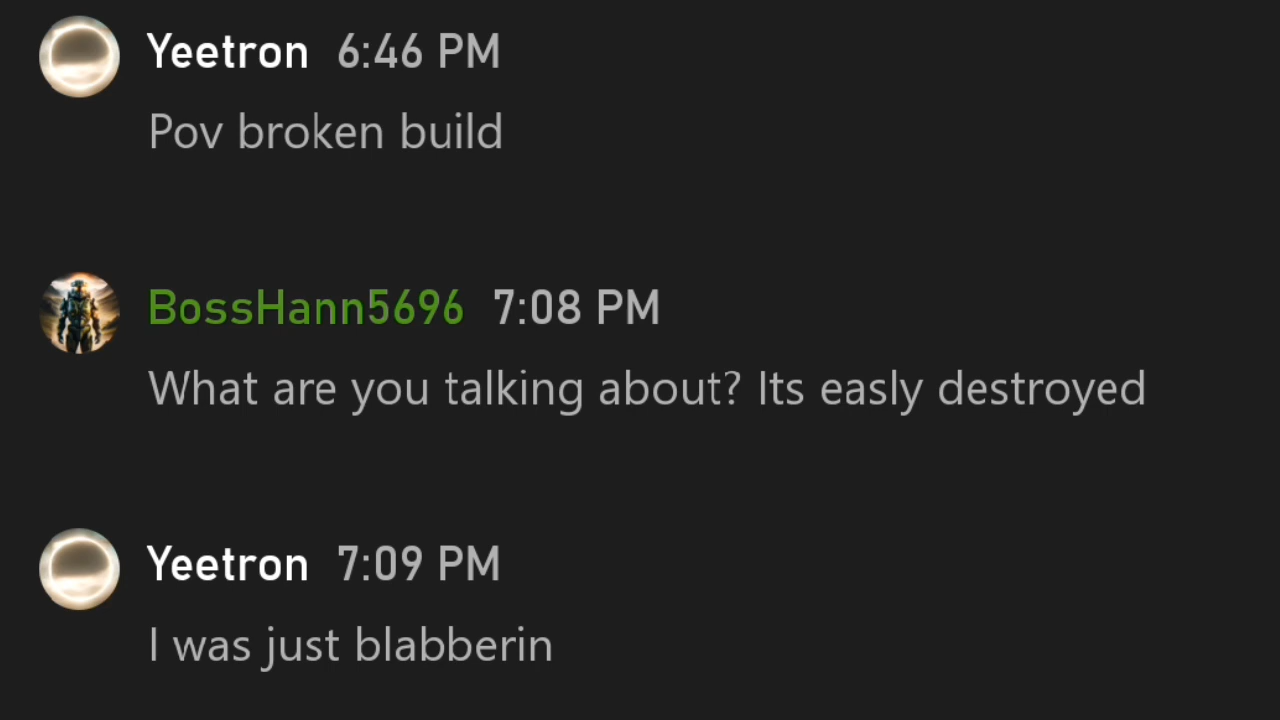 Yeetron 6:46 PM
Pov broken build
BossHann5696 7:08 PM
What are you talking about? Its easly destroyed
Yeetron 7:09 PM
I was just blabberin